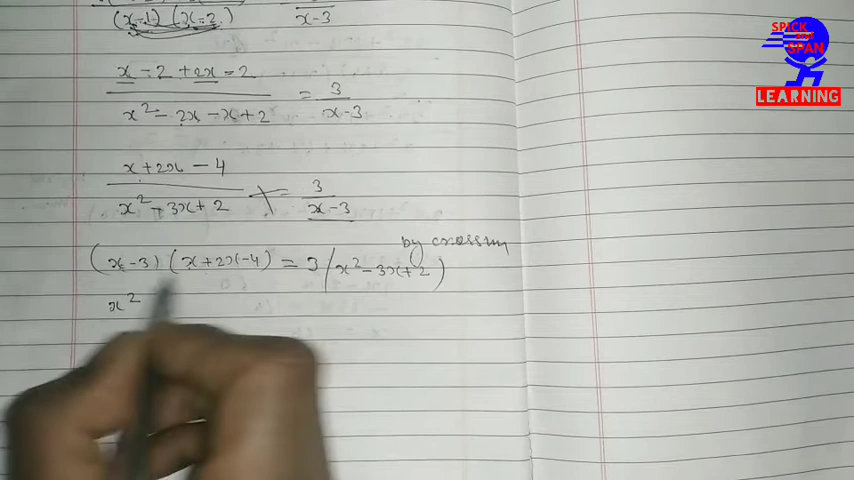 (x-1) (x-2)
x-3
SPICK and SPAN
LEARNING
x - 2 + 2x - 2
= 3
x² - 2x - x + 2
x-3
x + 2x - 4
= 3
x² - 3x + 2
x-3
by crossing
(x-3) (x+2x-4) = 3(x²-3x+2)
x²